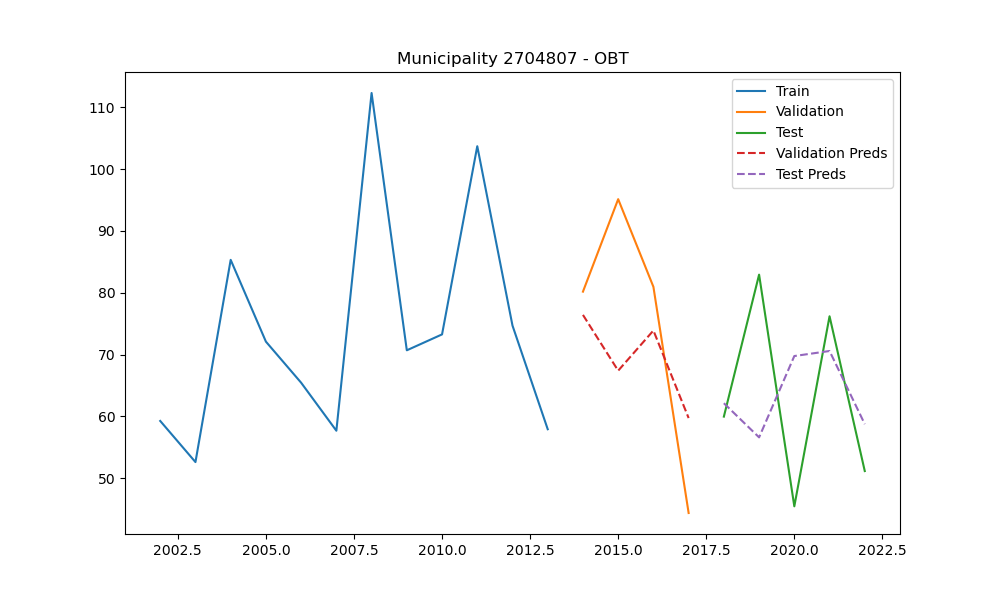 Municipality 2704807 - OBT
Train
Validation
Test
Validation Preds
Test Preds
110
100
90
80
70
60
50
2002.5 2005.0 2007.5 2010.0 2012.5 2015.0 2017.5 2020.0 2022.5